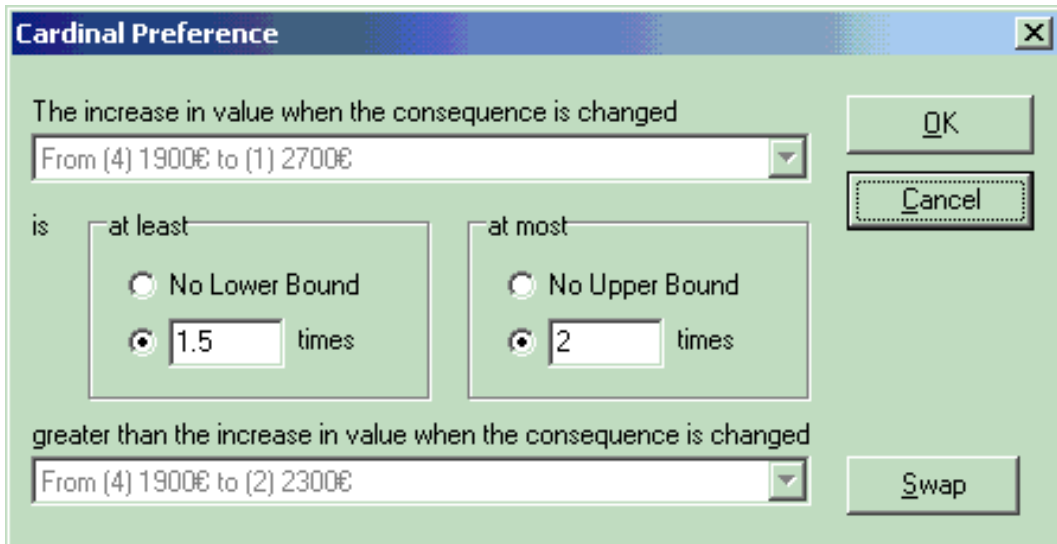 Cardinal Preference
The increase in value when the consequence is changed
OK
From (4) 1900€ to (1) 2700€
Cancel
is
at least
at most
No Lower Bound
No Upper Bound
1.5 times
2 times
greater than the increase in value when the consequence is changed
From (4) 1900€ to (2) 2300€
Swap